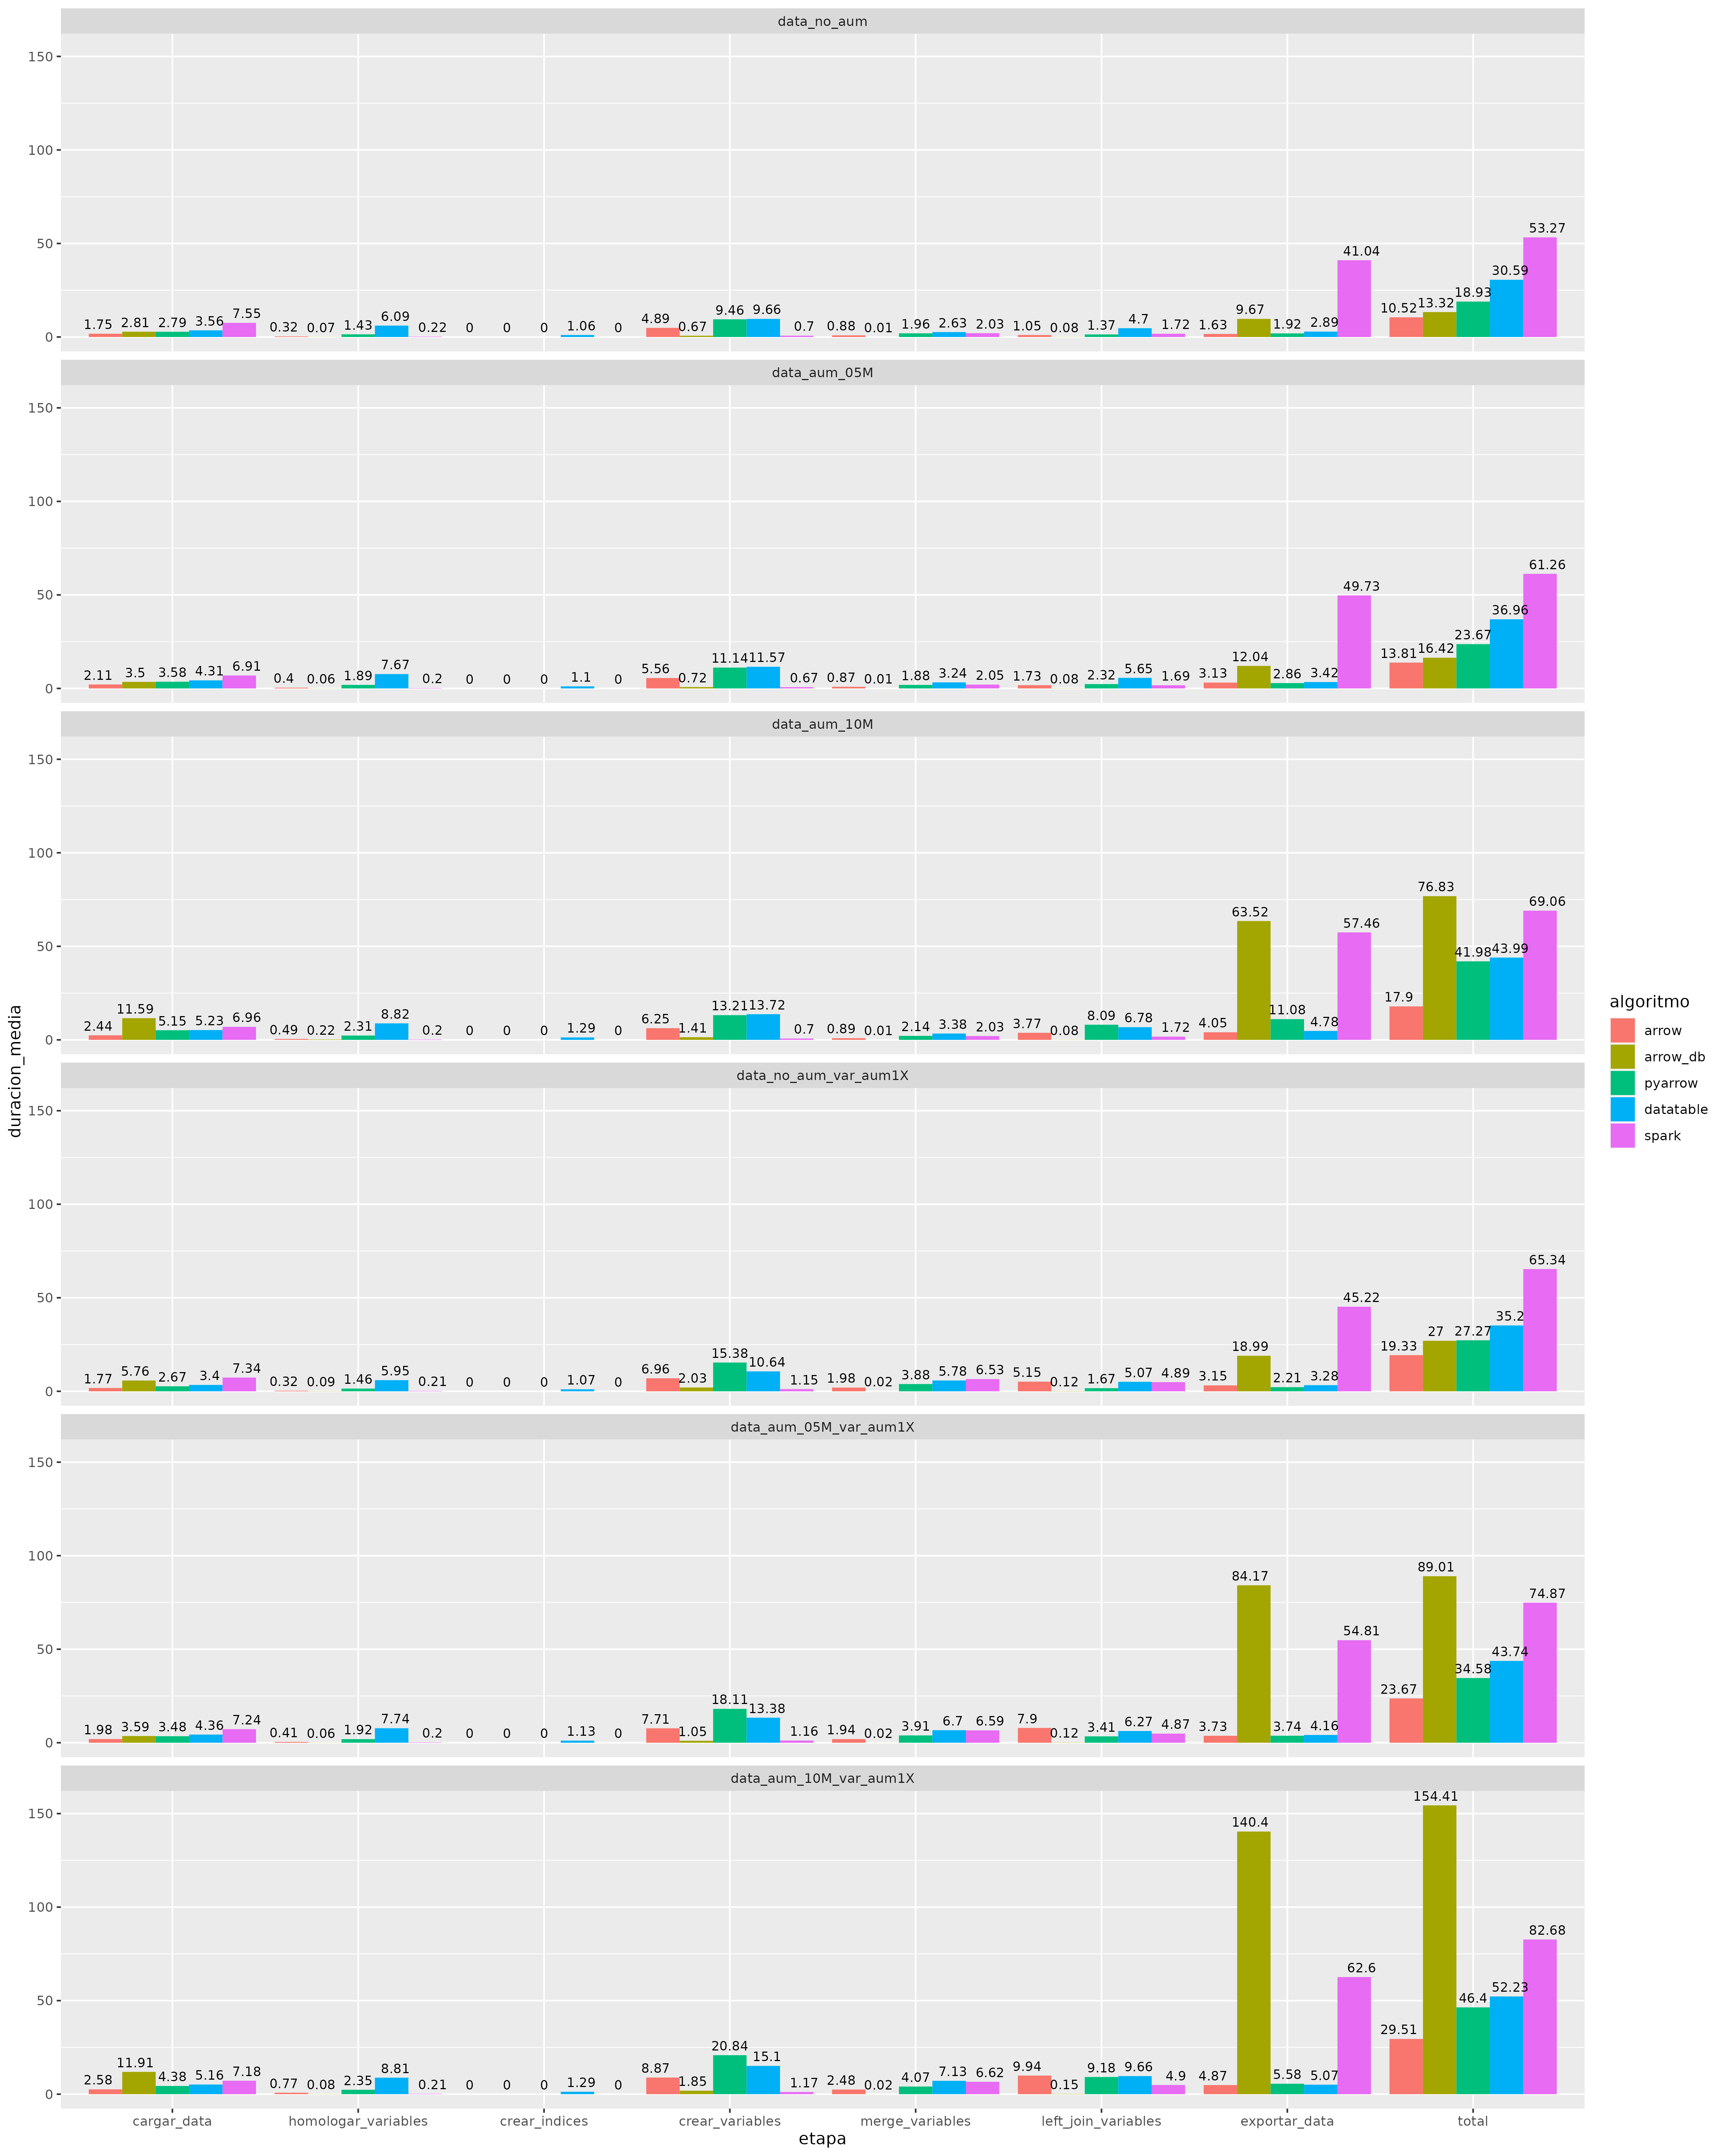 data_no_aum
150
100
50
0
1.75 2.81 2.79 3.56 7.55 0.32 0.07 1.43 6.09 0.22 0 0 0 1.06 0 4.89 0.67 9.46 9.66 0.7 0.88 0.01 1.96 2.63 2.03 1.05 0.08 1.37 4.7 1.72 1.63 9.67 1.92 2.89 41.04 10.52 13.32 18.93 30.59 53.27
data_aum_05M
150
100
50
0
2.11 3.5 3.58 4.31 6.91 0.4 0.06 1.89 7.67 0.2 0 0 0 1.1 0 5.56 0.72 11.14 11.57 0.67 0.87 0.01 1.88 3.24 2.05 1.73 0.08 2.32 5.65 1.69 3.13 12.04 2.86 3.42 49.73 13.81 16.42 23.67 36.96 61.26
data_aum_10M
150
100
50
0
2.44 11.59 5.15 5.23 6.96 0.49 0.22 2.31 8.82 0.2 0 0 0 1.29 0 6.25 1.41 13.21 13.72 0.7 0.89 0.01 2.14 3.38 2.03 3.77 0.08 8.09 6.78 1.72 4.05 63.52 11.08 4.78 57.46 17.9 76.83 41.98 43.99 69.06
data_no_aum_var_aum1X
150
100
50
0
1.77 5.76 2.67 3.4 7.34 0.32 0.09 1.46 5.95 0.21 0 0 0 1.07 0 6.96 2.03 15.38 10.64 1.15 1.98 0.02 3.88 5.78 6.53 5.15 0.12 1.67 5.07 4.89 3.15 18.99 2.21 3.28 45.22 19.33 27 27.27 35.2 65.34
data_aum_05M_var_aum1X
150
100
50
0
1.98 3.59 3.48 4.36 7.24 0.41 0.06 1.92 7.74 0.2 0 0 0 1.13 0 7.71 1.05 18.11 13.38 1.16 1.94 0.02 3.91 6.7 6.59 7.9 0.12 3.41 6.27 4.87 3.73 84.17 3.74 4.16 54.81 23.67 89.01 34.58 43.74 74.87
data_aum_10M_var_aum1X
150
100
50
0
2.58 11.91 4.38 5.16 7.18 0.77 0.08 2.35 8.81 0.21 0 0 0 1.29 0 8.87 1.85 20.84 15.1 1.17 2.48 0.02 4.07 7.13 6.62 9.94 0.15 9.18 9.66 4.9 4.87 140.4 5.58 5.07 62.6 29.51 154.41 46.4 52.23 82.68
cargar_data homologar_variables crear_indices crear_variables merge_variables left_join_variables exportar_data total
etapa
duracion_media
algoritmo
arrow
arrow_db
pyarrow
datatable
spark